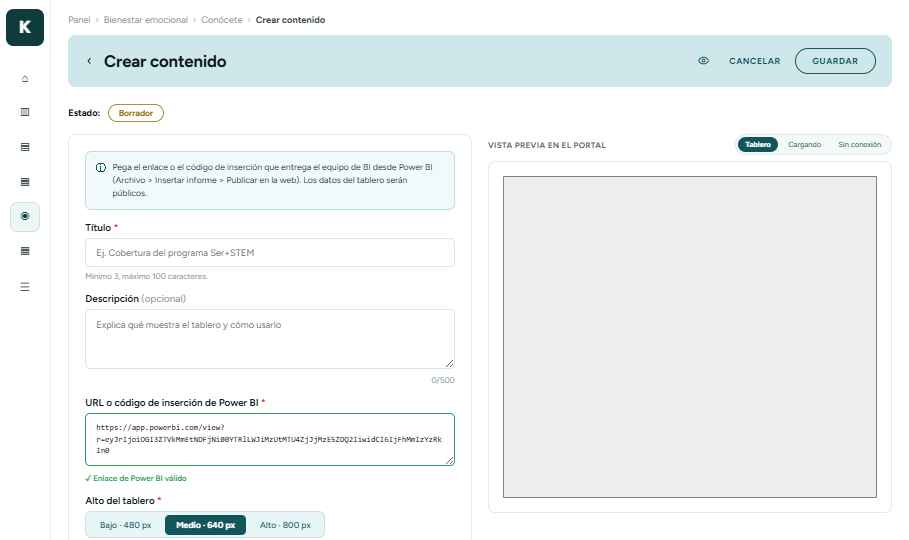 K
Panel › Bienestar emocional › Conócete › Crear contenido
‹ Crear contenido
CANCELAR
GUARDAR
Estado: Borrador
Pega el enlace o el código de inserción que entrega el equipo de BI desde Power BI
(Archivo > Insertar informe > Publicar en la web). Los datos del tablero serán
públicos.
Título *
Ej. Cobertura del programa Ser+STEM
Mínimo 3, máximo 100 caracteres.
Descripción (opcional)
Explica qué muestra el tablero y cómo usarlo
0/500
URL o código de inserción de Power BI *
https://app.powerbi.com/view?
✓ Enlace de Power BI válido
Alto del tablero *
Bajo · 480 px
Medio · 640 px
Alto · 800 px
VISTA PREVIA EN EL PORTAL
Tablero
Cargando
Sin conexión